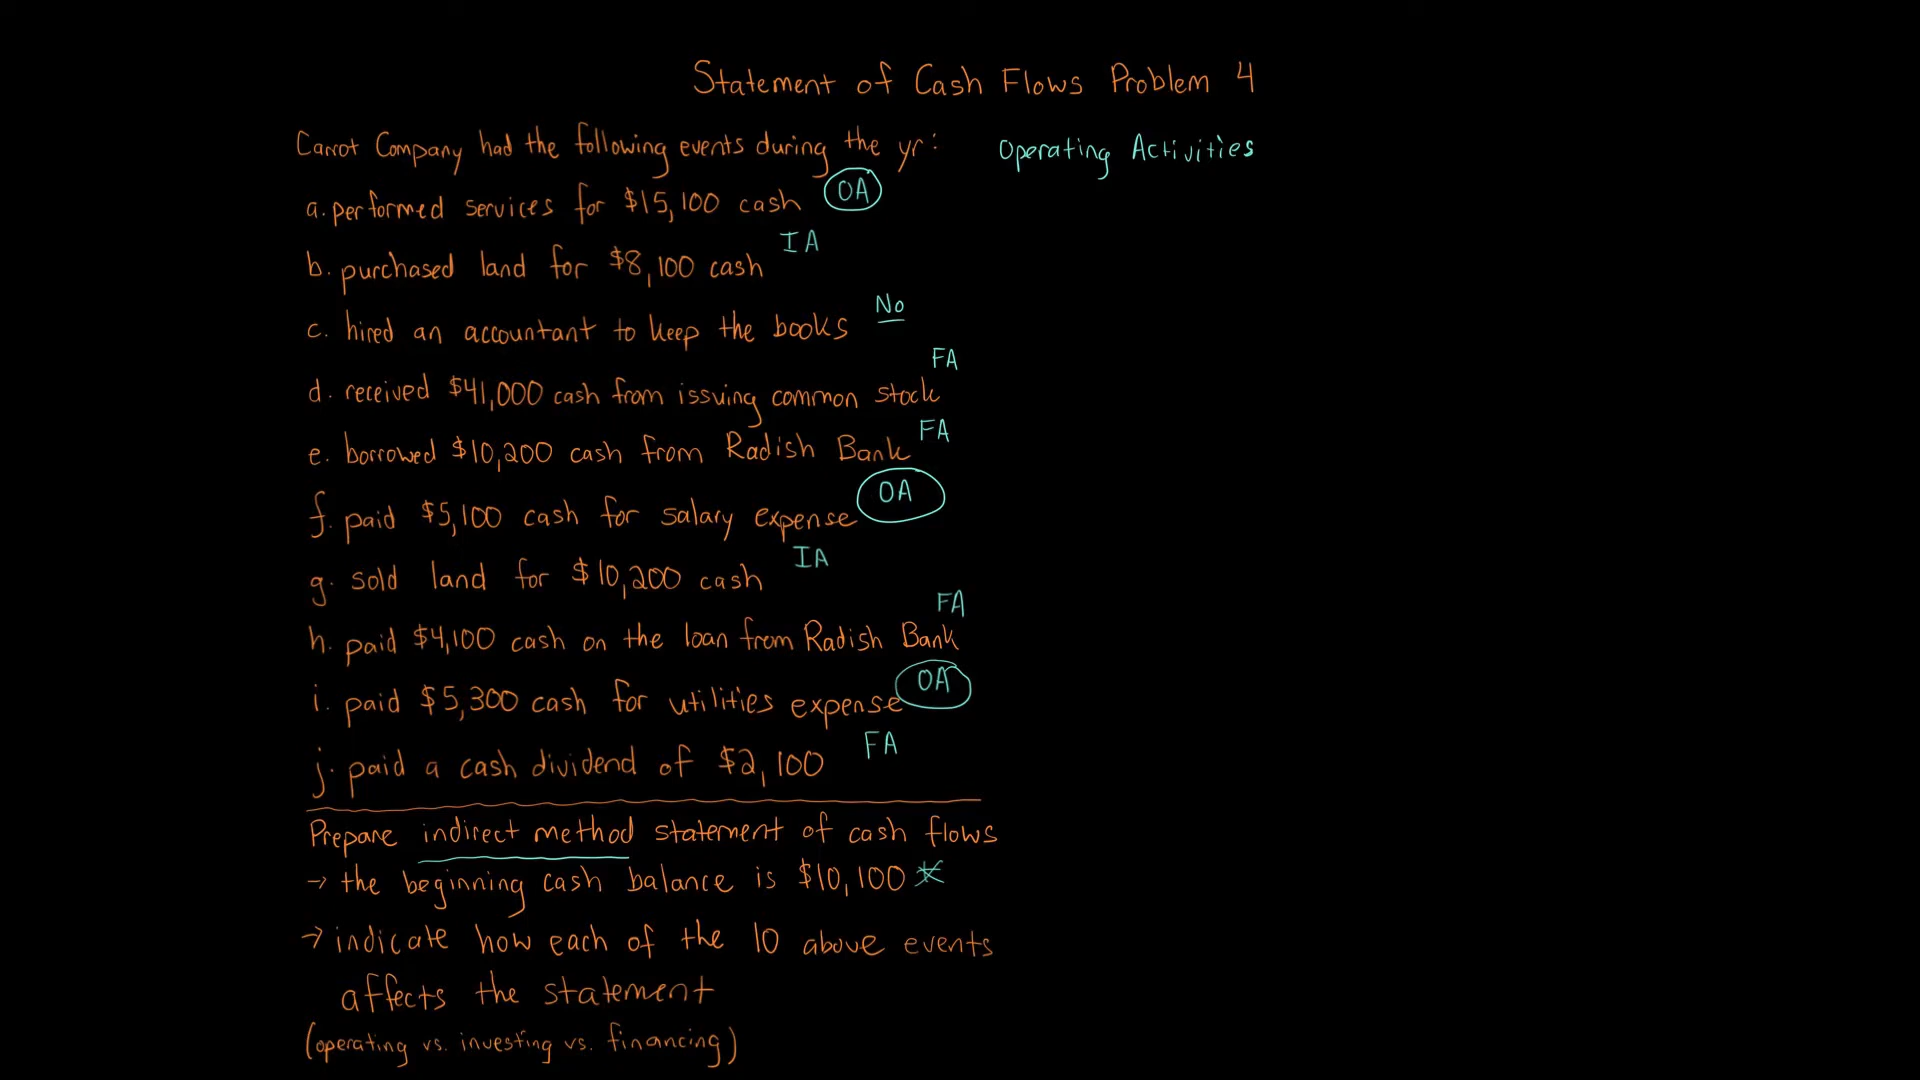 Statement of Cash Flows Problem 4
Carrot Company had the following events during the yr:
Operating Activities
a. performed services for $15,100 cash OA
b. purchased land for $8,100 cash IA
c. hired an accountant to keep the books No
d. received $41,000 cash from issuing common stock FA
e. borrowed $10,200 cash from Radish Bank FA
f. paid $5,100 cash for salary expense OA
g. sold land for $10,200 cash IA
h. paid $4,100 cash on the loan from Radish Bank FA
i. paid $5,300 cash for utilities expense OA
j. paid a cash dividend of $2,100 FA
Prepare indirect method statement of cash flows
→ the beginning cash balance is $10,100 *
→ indicate how each of the 10 above events
affects the statement
(operating vs. investing vs. financing)